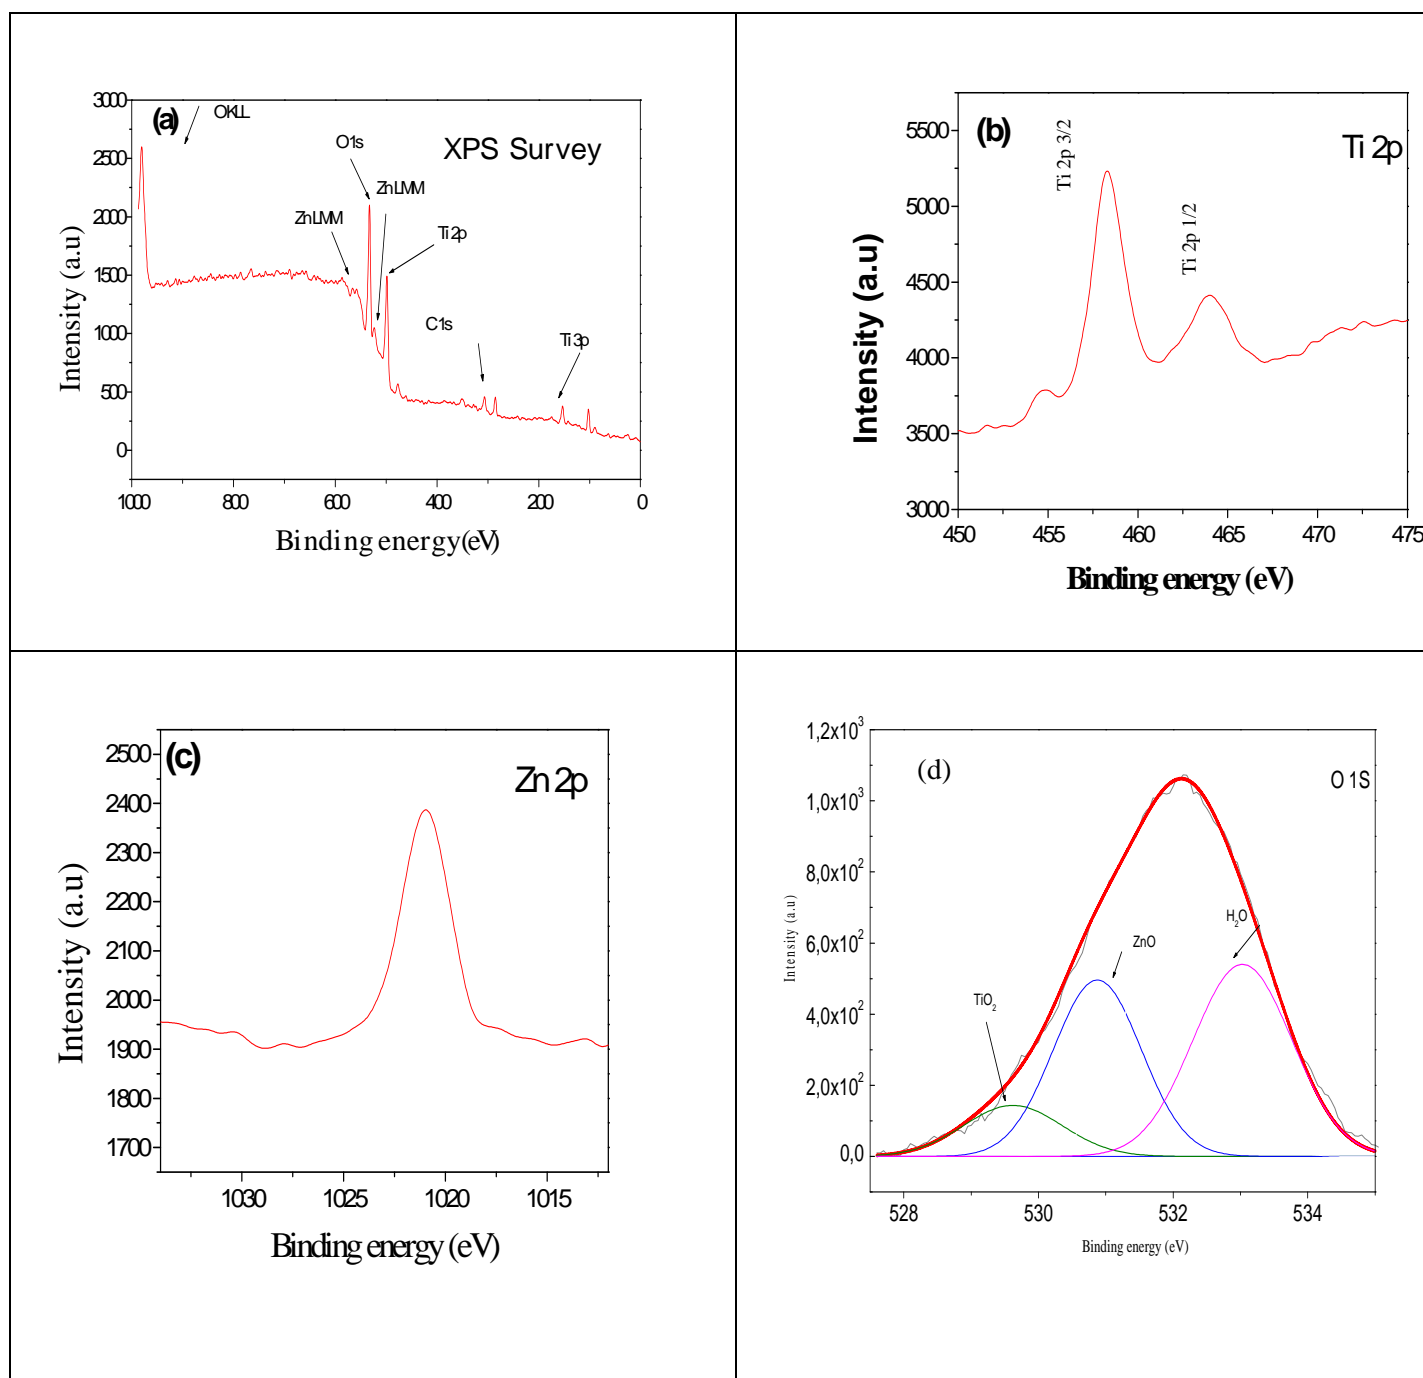 (a)
OKLL
O1s
XPS Survey
ZnLMM
ZnLMM
Ti2p
C1s
Ti3p
3000
2500
2000
1500
1000
500
0
1000 800 600 400 200 0
Intensity (a.u)
Binding energy(eV)
(b)
Ti 2p 3/2
Ti 2p
Ti 2p 1/2
5500
5000
4500
4000
3500
3000
450 455 460 465 470 475
Intensity (a.u)
Binding energy (eV)
(c)
Zn2p
2500
2400
2300
2200
2100
2000
1900
1800
1700
1030 1025 1020 1015
Intensity (a.u)
Binding energy (eV)
(d)
O 1S
1,2x10³
1,0x10³
8,0x10²
6,0x10²
4,0x10²
2,0x10²
0,0
H₂O
ZnO
TiO₂
528 530 532 534
Intensity (a.u)
Binding energy (eV)